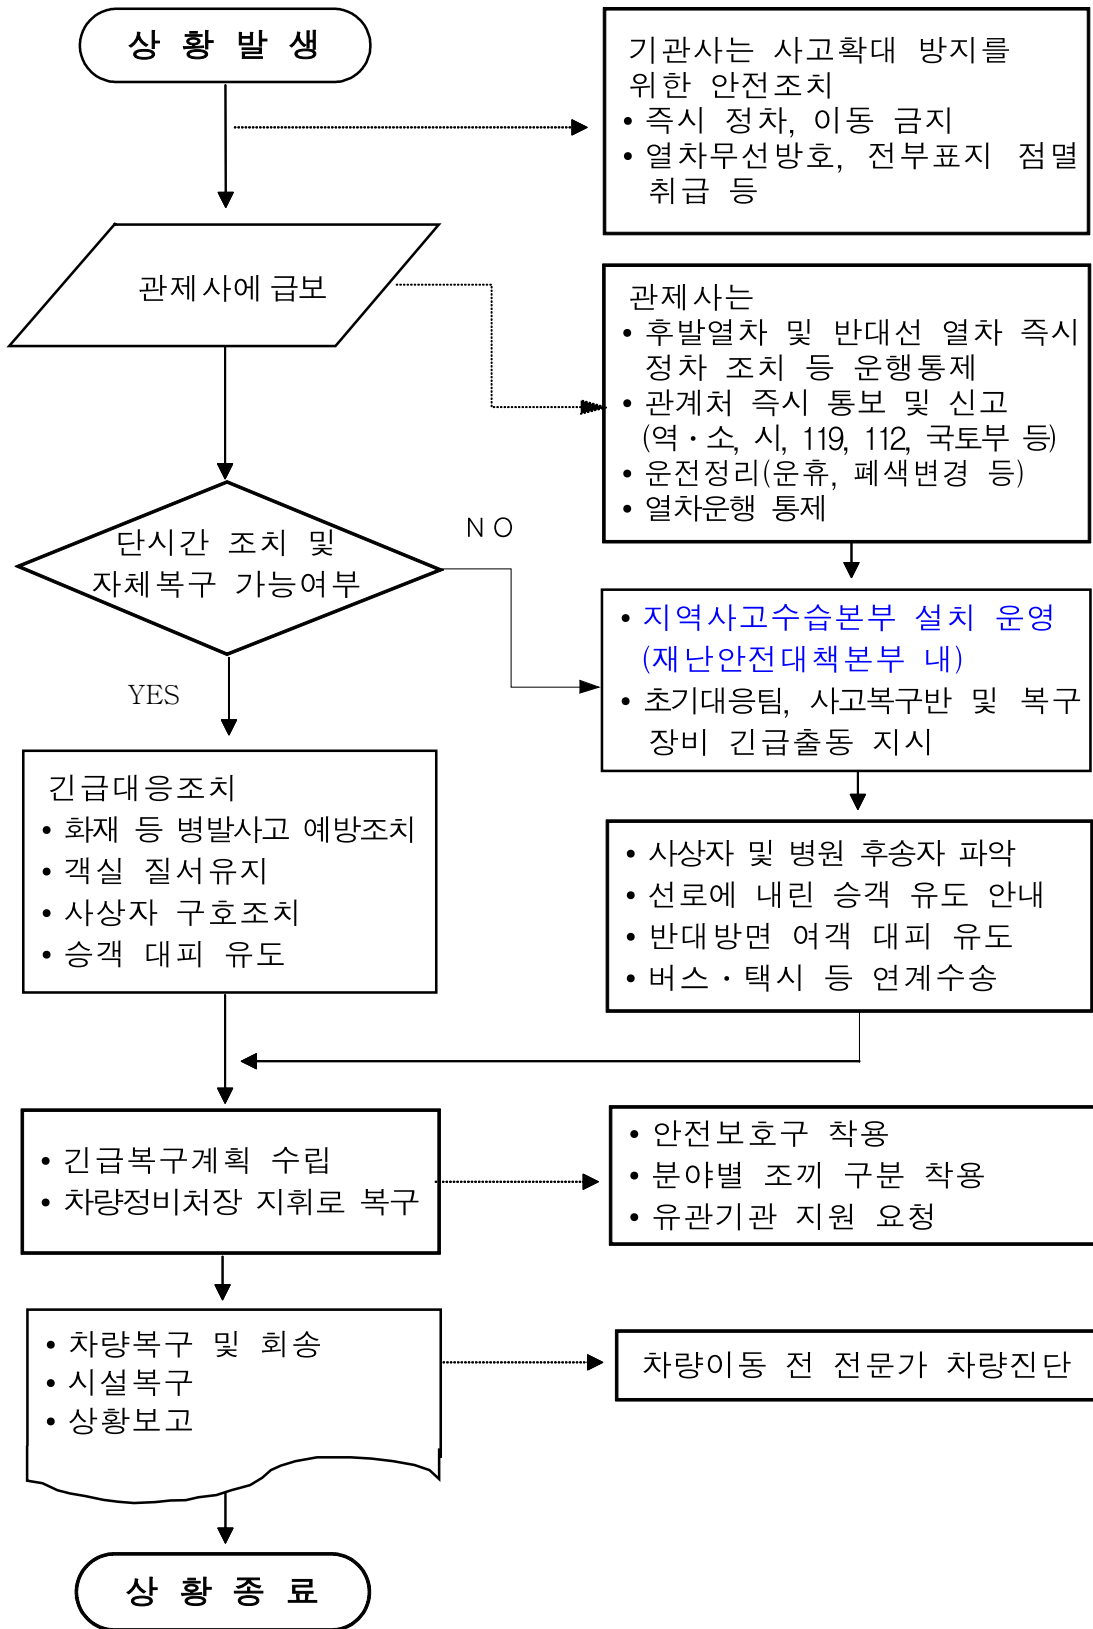 상 황 발 생
기관사는 사고확대 방지를
위한 안전조치
• 즉시 정차, 이동 금지
• 열차무선방호, 전부표지 점멸
취급 등
관제사에 급보
관제사는
• 후발열차 및 반대선 열차 즉시
정차 조치 등 운행통제
• 관계처 즉시 통보 및 신고
(역·소, 시, 119, 112, 국토부 등)
• 운전정리(운휴, 폐색변경 등)
• 열차운행 통제
단시간 조치 및
자체복구 가능여부
NO
YES
• 지역사고수습본부 설치 운영
(재난안전대책본부 내)
• 초기대응팀, 사고복구반 및 복구
장비 긴급출동 지시
긴급대응조치
• 화재 등 병발사고 예방조치
• 객실 질서유지
• 사상자 구호조치
• 승객 대피 유도
• 사상자 및 병원 후송자 파악
• 선로에 내린 승객 유도 안내
• 반대방면 여객 대피 유도
• 버스·택시 등 연계수송
• 긴급복구계획 수립
• 차량정비처장 지휘로 복구
• 안전보호구 착용
• 분야별 조끼 구분 착용
• 유관기관 지원 요청
• 차량복구 및 회송
• 시설복구
• 상황보고
차량이동 전 전문가 차량진단
상 황 종 료